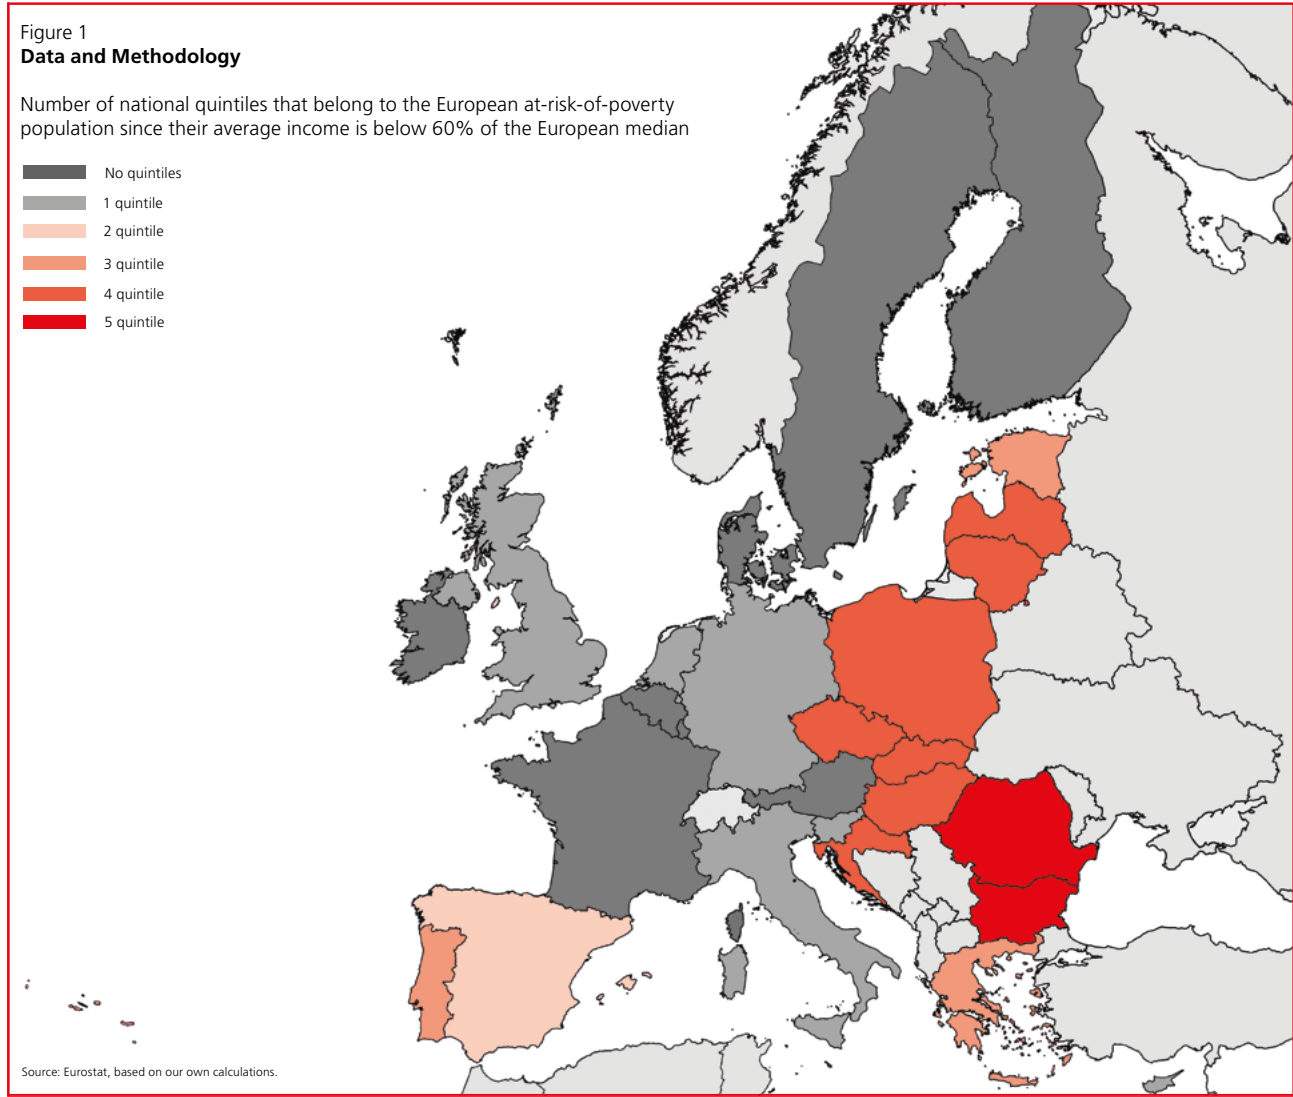 Figure 1
Data and Methodology
Number of national quintiles that belong to the European at-risk-of-poverty
population since their average income is below 60% of the European median
No quintiles
1 quintile
2 quintile
3 quintile
4 quintile
5 quintile
Source: Eurostat, based on our own calculations.